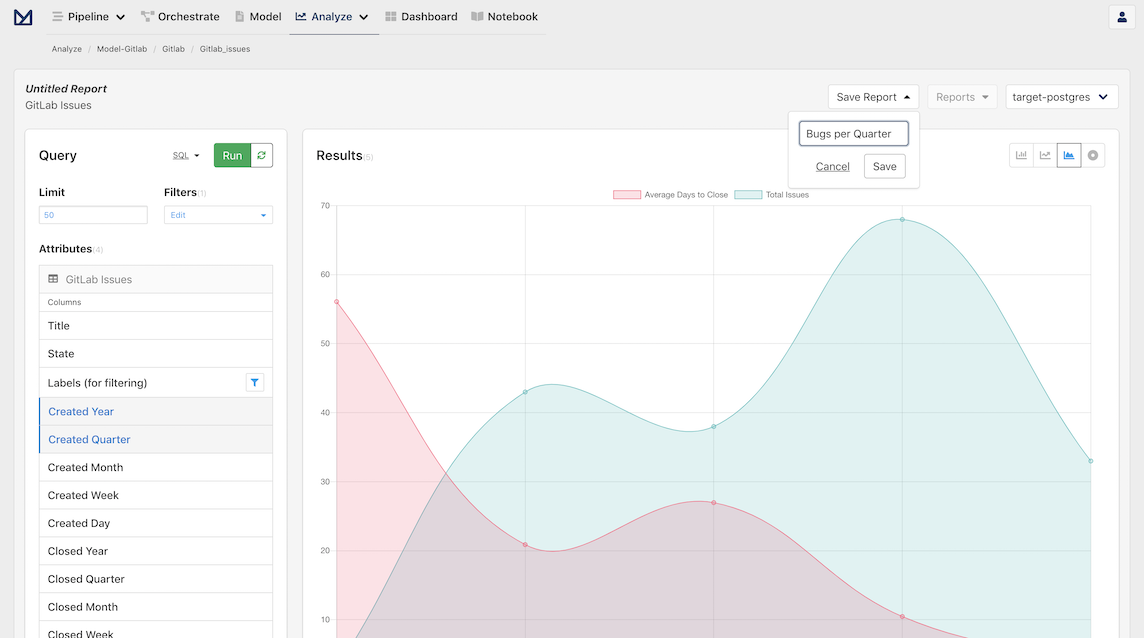 Pipeline Orchestrate Model Analyze Dashboard Notebook
Analyze / Model-Gitlab / Gitlab / Gitlab_issues
Untitled Report
GitLab Issues
Save Report Reports target-postgres
Bugs per Quarter
Cancel Save
Query SQL Run
Limit Filters(1)
50 Edit
Attributes(4)
GitLab Issues
Columns
Title
State
Labels (for filtering)
Created Year
Created Quarter
Created Month
Created Week
Created Day
Closed Year
Closed Quarter
Closed Month
Closed Week
Results(5)
Average Days to Close Total Issues
70
60
50
40
30
20
10